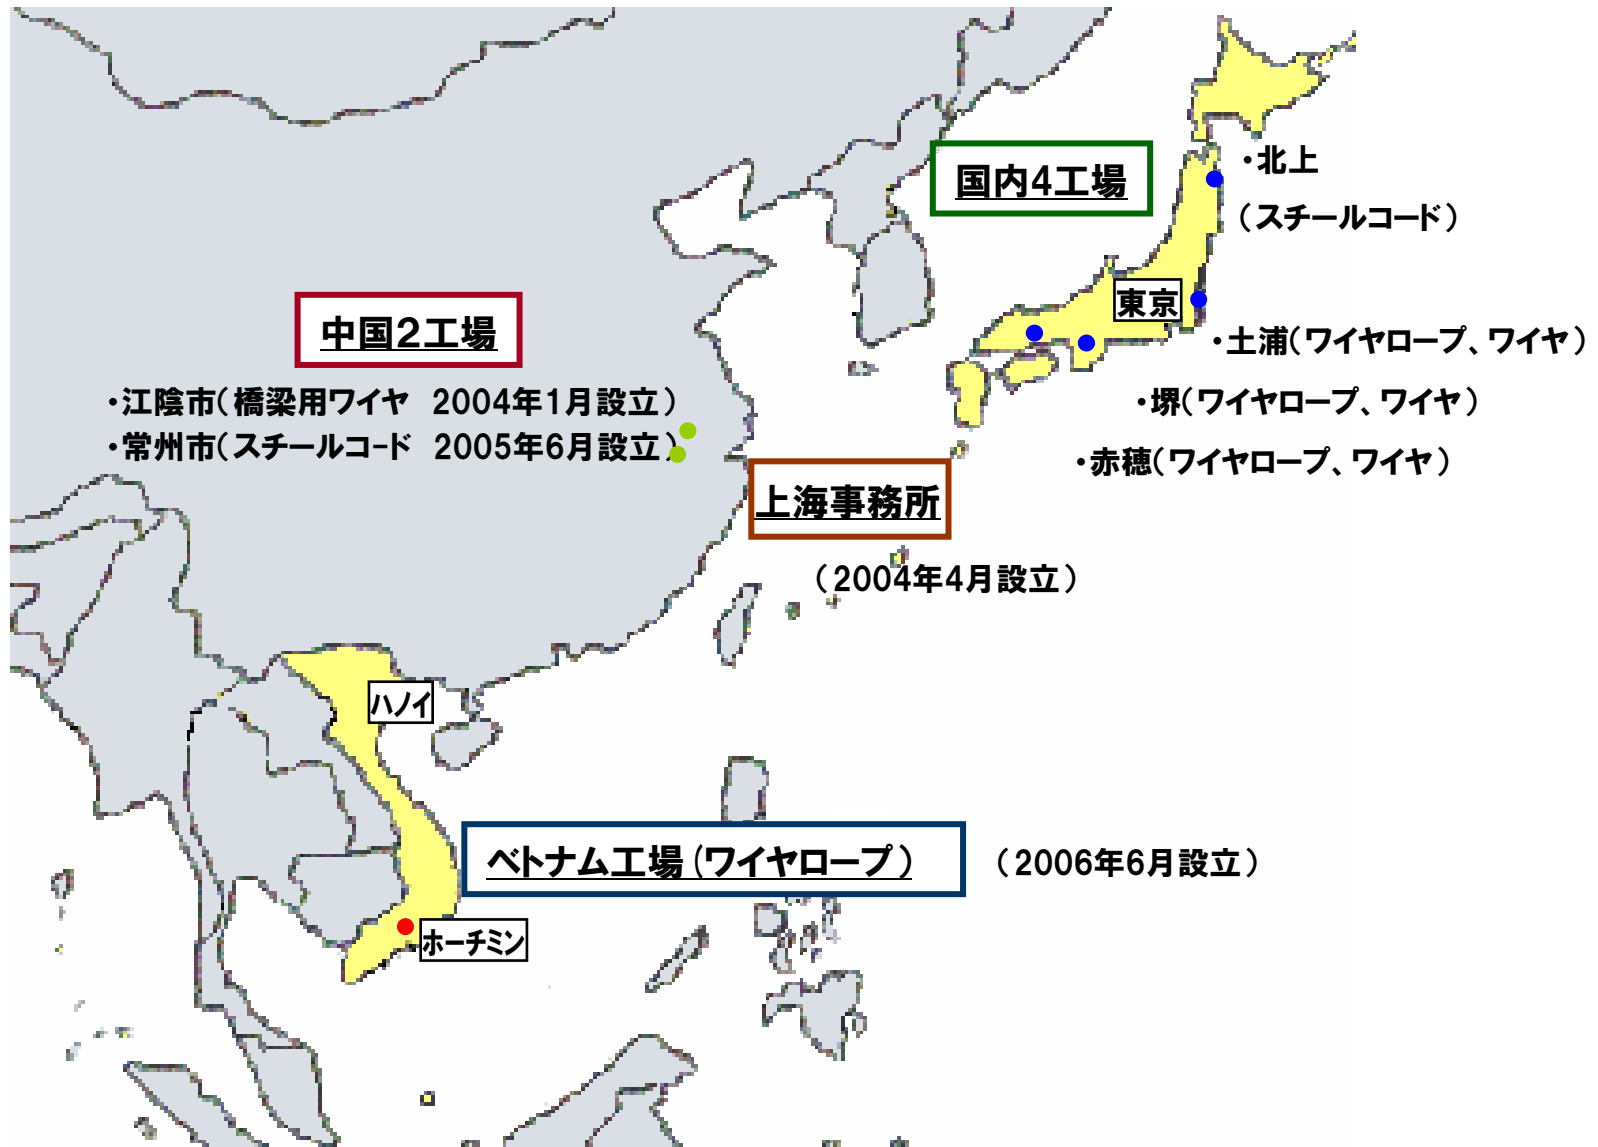 国内4工場
・北上
（スチールコード）
東京
・土浦（ワイヤロープ、ワイヤ）
・堺（ワイヤロープ、ワイヤ）
・赤穂（ワイヤロープ、ワイヤ）
中国２工場
・江陰市（橋梁用ワイヤ　2004年1月設立）
・常州市（スチールコード　2005年6月設立）
上海事務所
（2004年4月設立）
ハノイ
ベトナム工場（ワイヤロープ）　（2006年6月設立）
ホーチミン